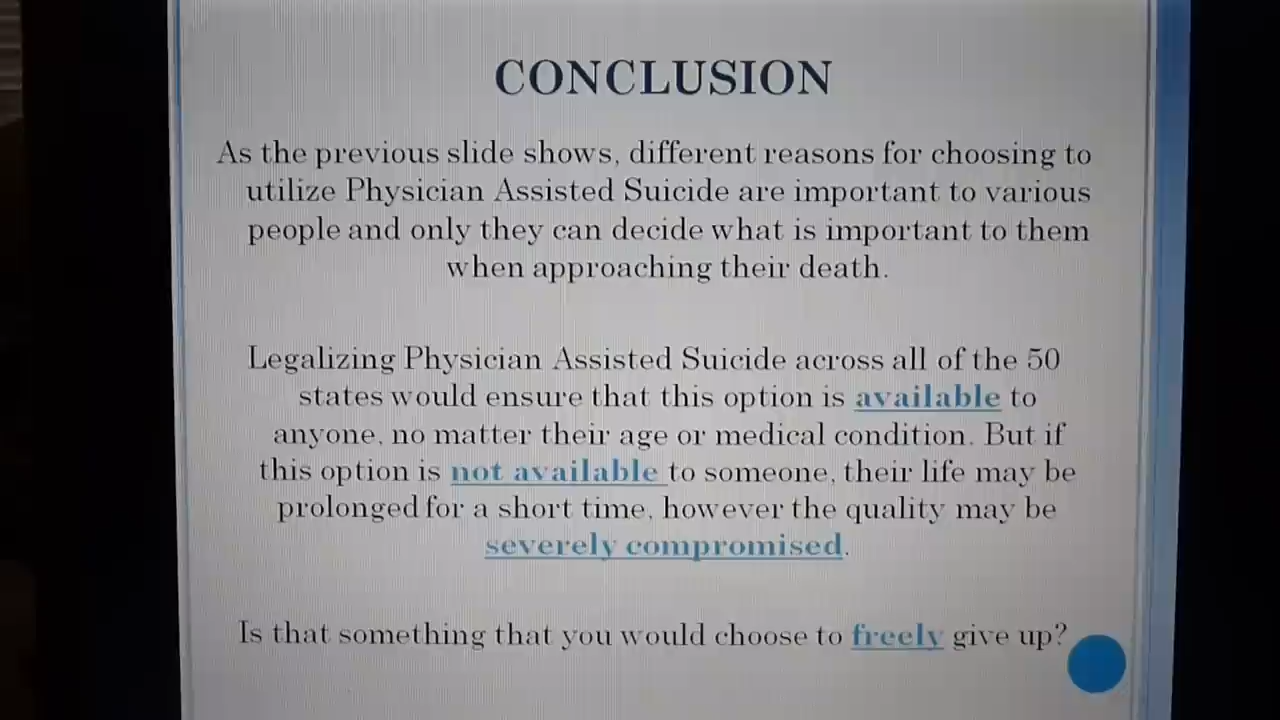 CONCLUSION
As the previous slide shows, different reasons for choosing to
utilize Physician Assisted Suicide are important to various
people and only they can decide what is important to them
when approaching their death.
Legalizing Physician Assisted Suicide across all of the 50
states would ensure that this option is available to
anyone, no matter their age or medical condition. But if
this option is not available to someone, their life may be
prolonged for a short time, however the quality may be
severely compromised.
Is that something that you would choose to freely give up?